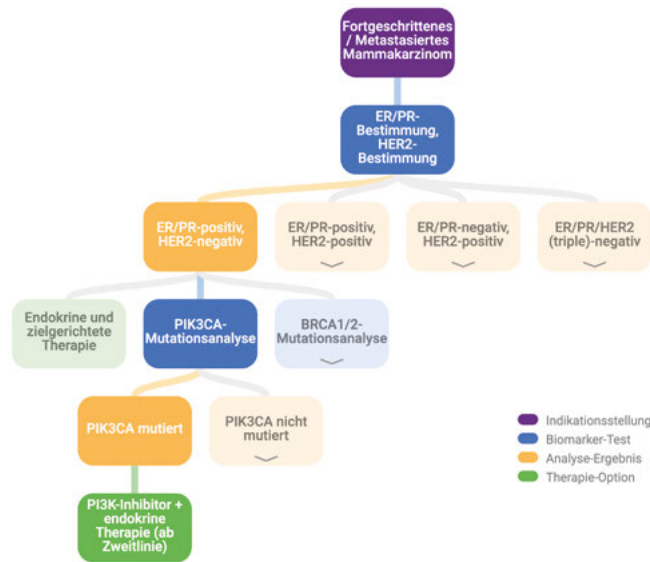 Fortgeschrittenes
/ Metastasiertes
Mammakarzinom
ER/PR-
Bestimmung,
HER2-
Bestimmung
ER/PR-positiv,
HER2-negativ
ER/PR-positiv,
HER2-positiv
ER/PR-negativ,
HER2-positiv
ER/PR/HER2
(triple)-negativ
Endokrine und
zielgerichtete
Therapie
PIK3CA-
Mutationsanalyse
BRCA1/2-
Mutationsanalyse
PIK3CA mutiert
PIK3CA nicht
mutiert
PI3K-Inhibitor +
endokrine
Therapie (ab
Zweitlinie)
Indikationsstellung
Biomarker-Test
Analyse-Ergebnis
Therapie-Option